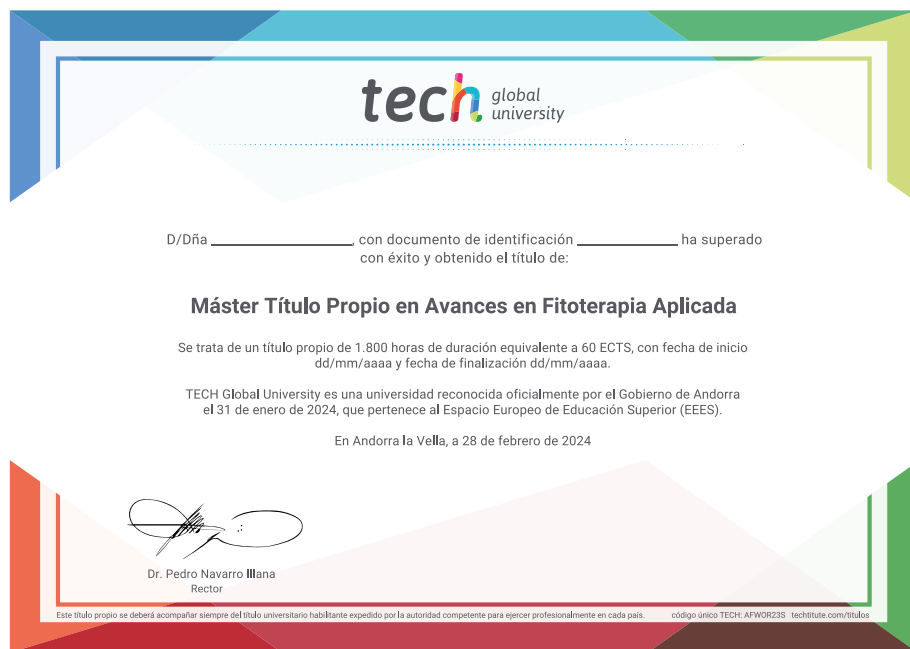 tech global
university
D/Dña ______________, con documento de identificación __________ ha superado
con éxito y obtenido el título de:
Máster Título Propio en Avances en Fitoterapia Aplicada
Se trata de un título propio de 1.800 horas de duración equivalente a 60 ECTS, con fecha de inicio
dd/mm/aaaa y fecha de finalización dd/mm/aaaa.
TECH Global University es una universidad reconocida oficialmente por el Gobierno de Andorra
el 31 de enero de 2024, que pertenece al Espacio Europeo de Educación Superior (EEES).
En Andorra la Vella, a 28 de febrero de 2024
Dr. Pedro Navarro Illana
Rector
Este título propio se deberá acompañar siempre del título universitario habilitante expedido por la autoridad competente para ejercer profesionalmente en cada país. código único TECH: AFWOR23S techtitute.com/titulos